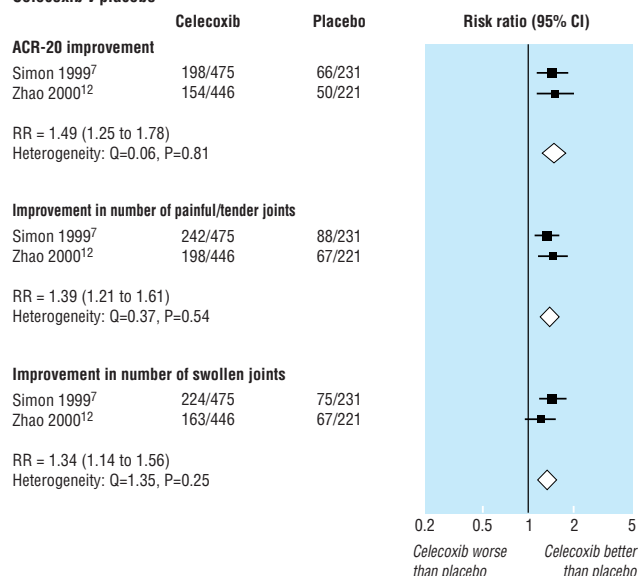 Celecoxib v placebo
Celecoxib Placebo Risk ratio (95% CI)
ACR-20 improvement
Simon 1999⁷ 198/475 66/231
Zhao 2000¹² 154/446 50/221
RR = 1.49 (1.25 to 1.78)
Heterogeneity: Q=0.06, P=0.81
Improvement in number of painful/tender joints
Simon 1999⁷ 242/475 88/231
Zhao 2000¹² 198/446 67/221
RR = 1.39 (1.21 to 1.61)
Heterogeneity: Q=0.37, P=0.54
Improvement in number of swollen joints
Simon 1999⁷ 224/475 75/231
Zhao 2000¹² 163/446 67/221
RR = 1.34 (1.14 to 1.56)
Heterogeneity: Q=1.35, P=0.25
0.2 0.5 1 2 5
Celecoxib worse Celecoxib better
than placebo than placebo